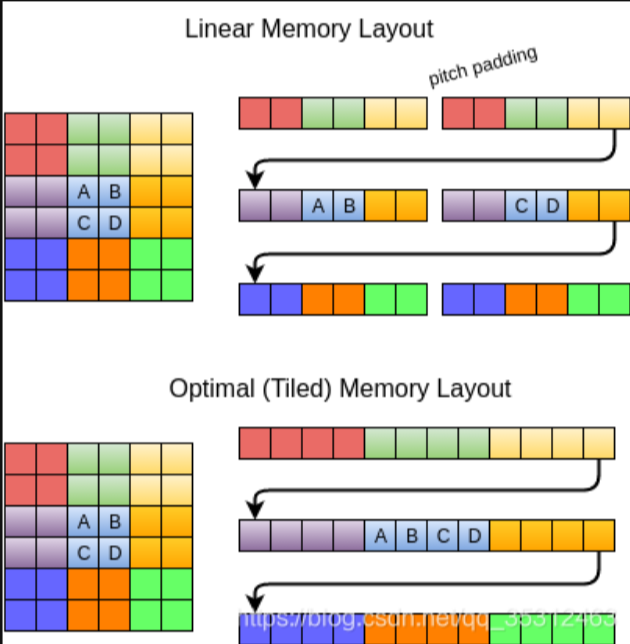 Linear Memory Layout
pitch padding
A B
C D
A B
C D
Optimal (Tiled) Memory Layout
A B
C D
A B C D
https://blog.csdn.net/qq_35312463